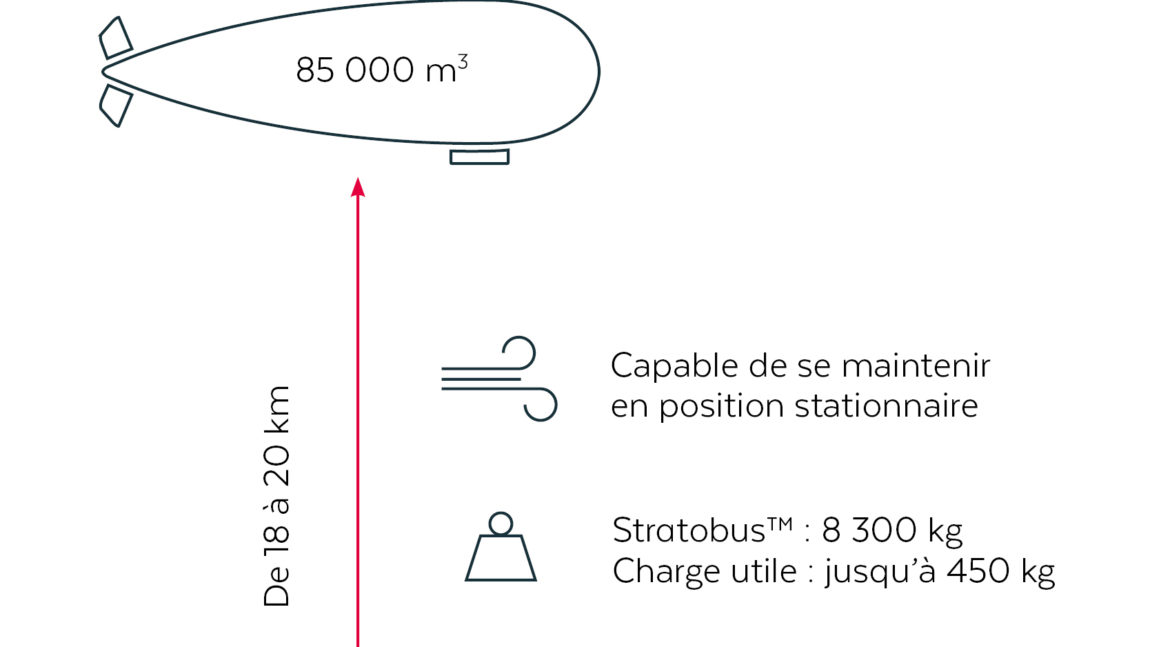 85 000 m³
De 18 à 20 km
Capable de se maintenir
en position stationnaire
Stratobus™ : 8 300 kg
Charge utile : jusqu’à 450 kg